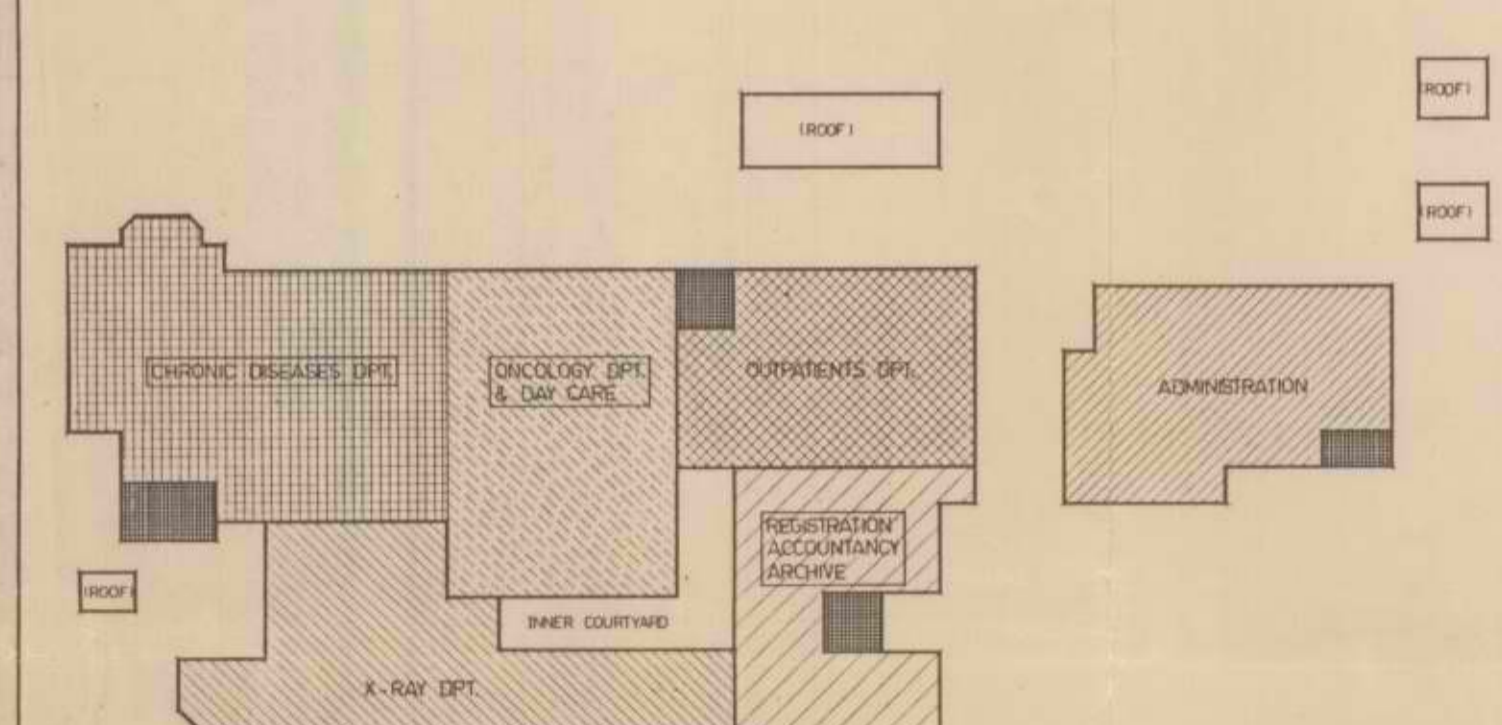 (ROOF)
(ROOF)
(ROOF)
CHRONIC DISEASES DPT.
ONCOLOGY DPT.
& DAY CARE
OUTPATIENTS DPT.
ADMINISTRATION
REGISTRATION
ACCOUNTANCY
ARCHIVE
(ROOF)
INNER COURTYARD
X-RAY DPT.